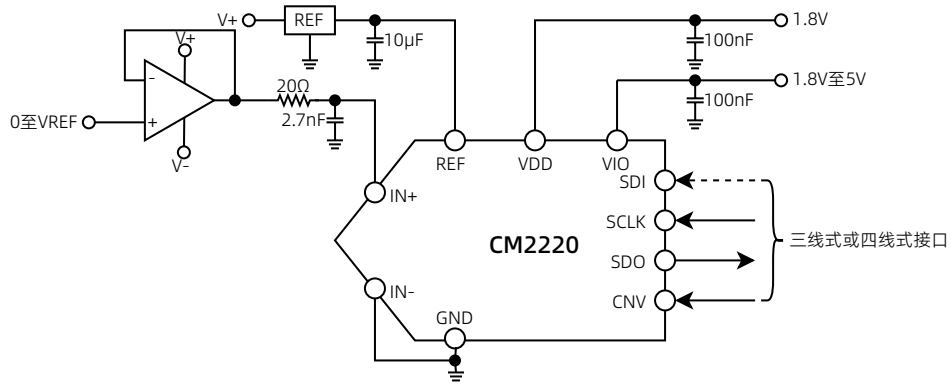 V+
REF
10μF
1.8V
100nF
1.8V至5V
100nF
V+
-
+
0至VREF
V-
20Ω
2.7nF
REF
VDD
VIO
IN+
IN-
GND
CM2220
SDI
SCLK
SDO
CNV
三线式或四线式接口